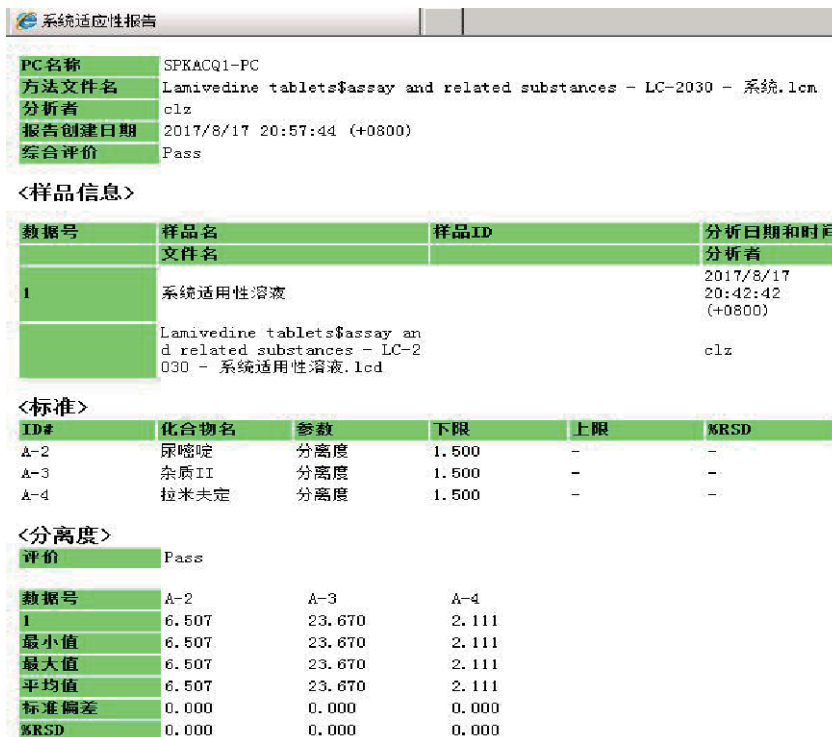 系统适应性报告
PC名称 SPKACQ1-PC
方法文件名 Lamivedine tablets$assay and related substances - LC-2030 - 系统.lcm
分析者 clz
报告创建日期 2017/8/17 20:57:44 (+0800)
综合评价 Pass
<样品信息>
数据号 样品名 样品ID 分析日期和时间
文件名 分析者
1 系统适用性溶液 2017/8/17 20:42:42 (+0800)
Lamivedine tablets$assay an
d related substances - LC-2 clz
030 - 系统适用性溶液.lcd
<标准>
ID# 化合物名 参数 下限 上限 %RSD
A-2 尿嘧啶 分离度 1.500 - -
A-3 杂质II 分离度 1.500 - -
A-4 拉米夫定 分离度 1.500 - -
<分离度>
评价 Pass
数据号 A-2 A-3 A-4
1 6.507 23.670 2.111
最小值 6.507 23.670 2.111
最大值 6.507 23.670 2.111
平均值 6.507 23.670 2.111
标准偏差 0.000 0.000 0.000
%RSD 0.000 0.000 0.000